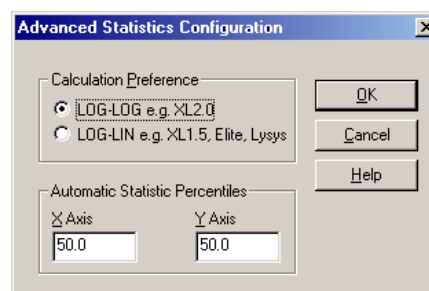 Advanced Statistics Configuration
Calculation Preference
LOG-LOG e.g. XL2.0
LOG-LIN e.g. XL1.5, Elite, Lysys
OK
Cancel
Help
Automatic Statistic Percentiles
X Axis
Y Axis
50.0
50.0